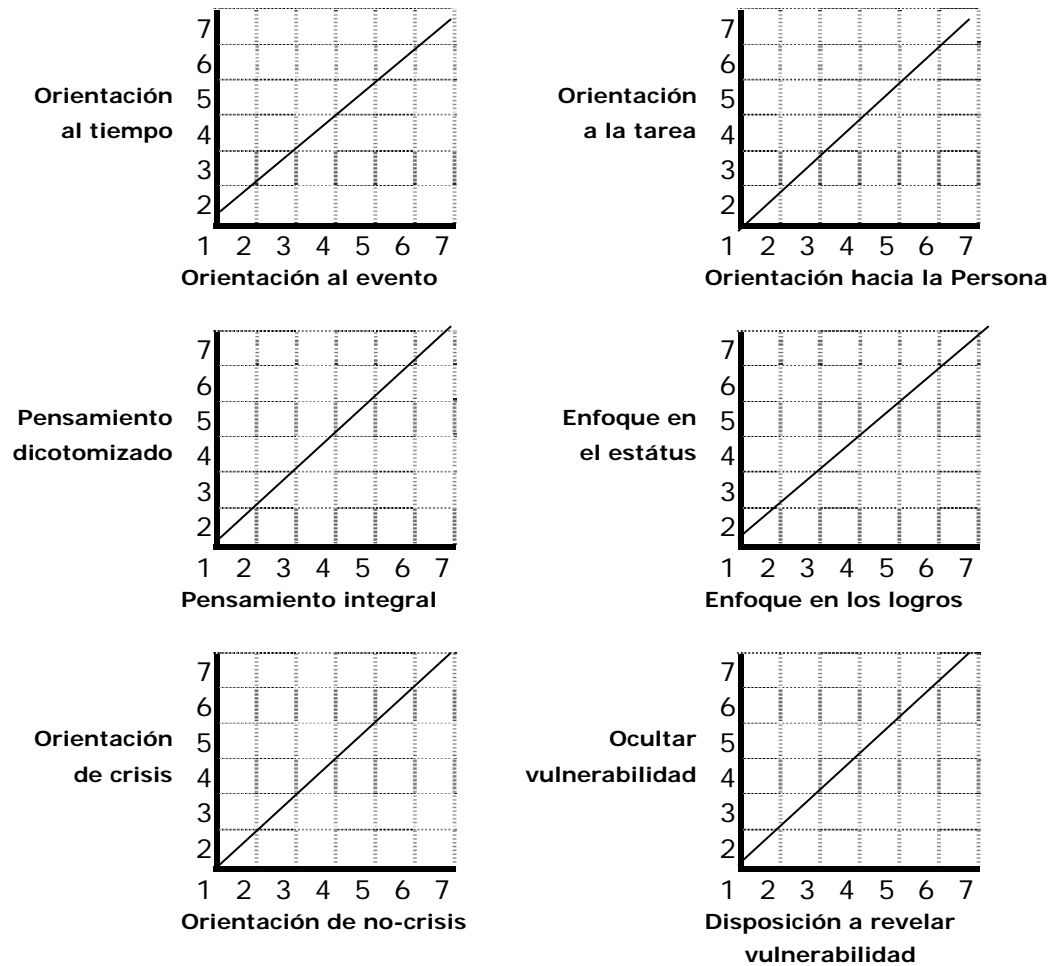 7
6
Orientación 5
al tiempo 4
3
2
1 2 3 4 5 6 7
Orientación al evento
7
6
Orientación 5
a la tarea 4
3
2
1 2 3 4 5 6 7
Orientación hacia la Persona
7
6
Pensamiento 5
dicotomizado 4
3
2
1 2 3 4 5 6 7
Pensamiento integral
7
6
Enfoque en 5
el estátus 4
3
2
1 2 3 4 5 6 7
Enfoque en los logros
7
6
Orientación 5
de crisis 4
3
2
1 2 3 4 5 6 7
Orientación de no-crisis
7
6
Ocultar 5
vulnerabilidad 4
3
2
1 2 3 4 5 6 7
Disposición a revelar
vulnerabilidad